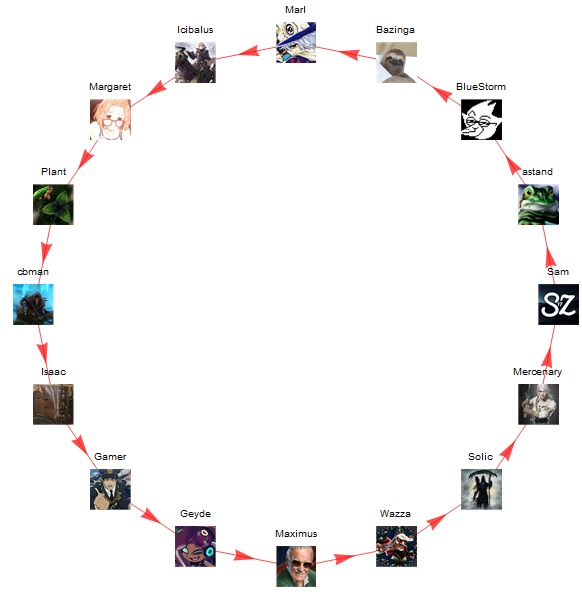 Marl
Icibalus
Bazinga
Margaret
BlueStorm
Plant
astand
cbman
Sam
SZ
Isaac
Mercenary
Gamer
Solic
Geyde
Wazza
Maximus